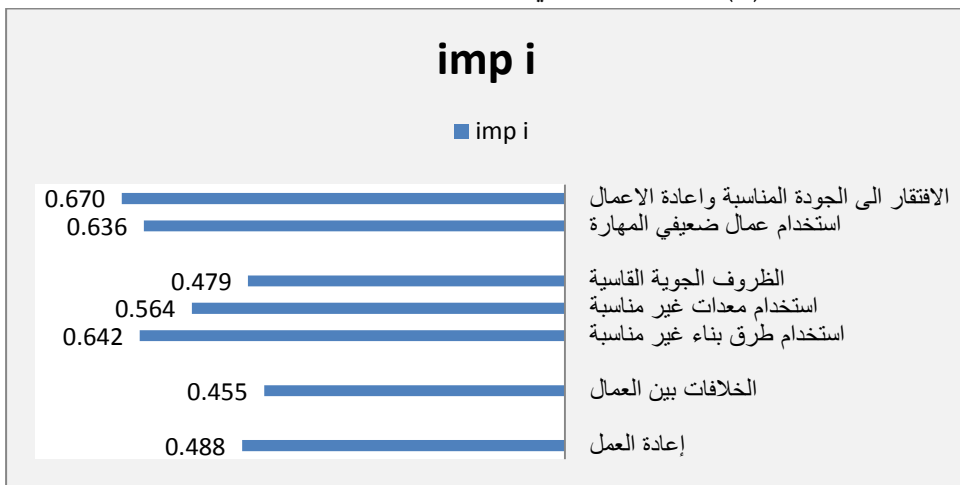 imp i
imp i
الافتقار الى الجودة المناسبة واعادة الاعمال
0.670
استخدام عمال ضعيفي المهارة
0.636
الظروف الجوية القاسية
0.479
استخدام معدات غير مناسبة
0.564
استخدام طرق بناء غير مناسبة
0.642
الخلافات بين العمال
0.455
إعادة العمل
0.488